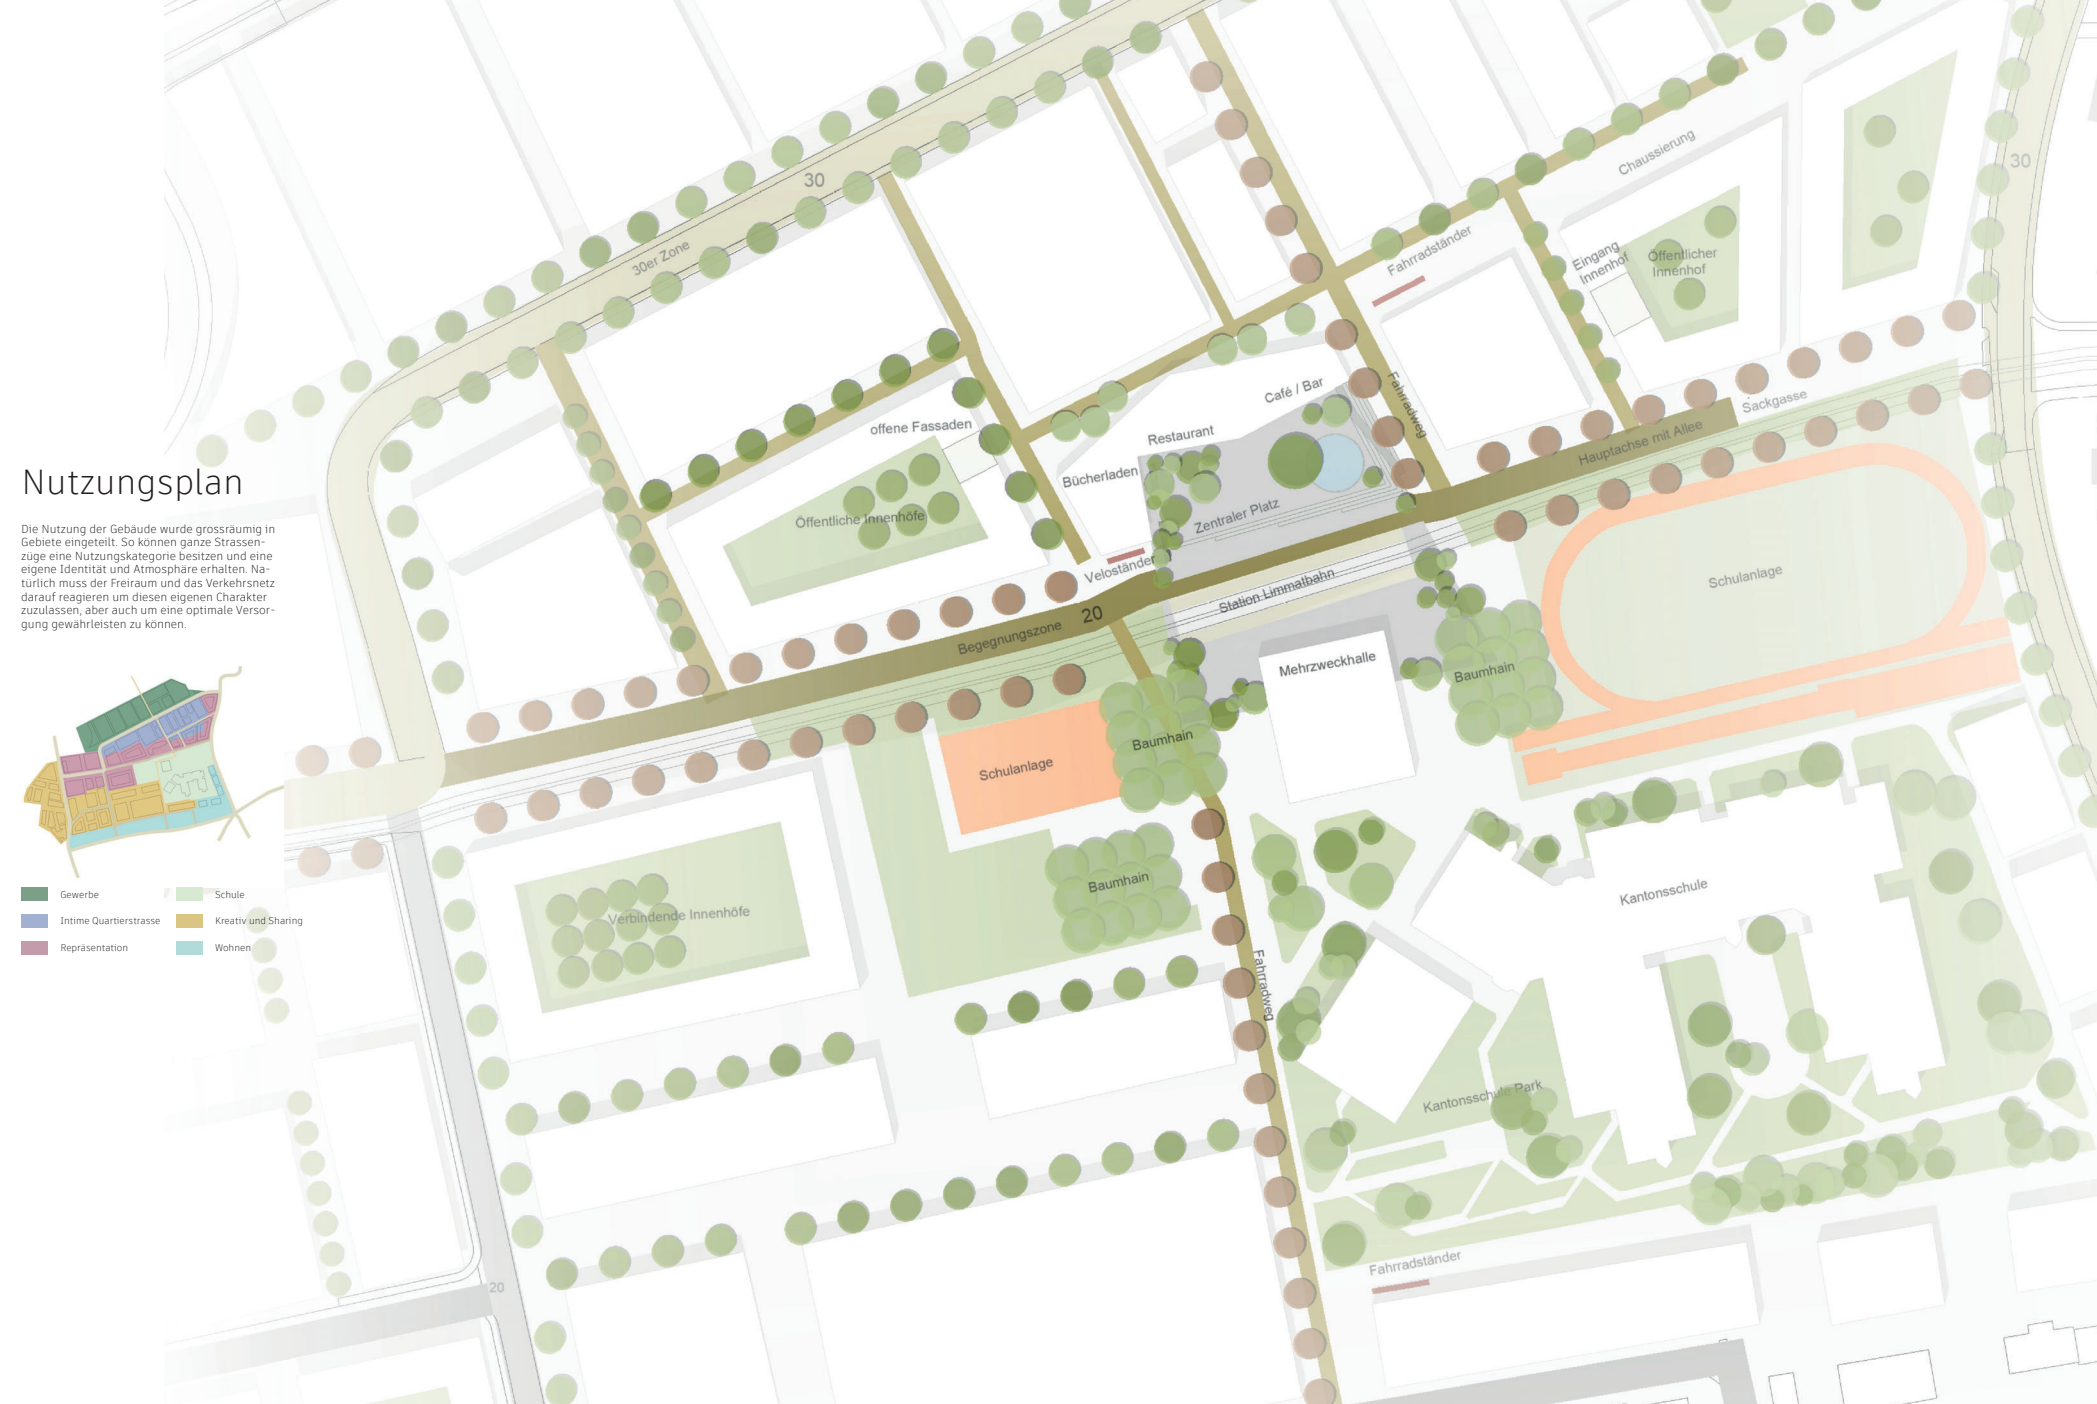 Nutzungsplan
Die Nutzung der Gebäude wurde grossräumig in
Gebiete eingeteilt. So können ganze Strassen-
züge eine Nutzungskategorie besitzen und eine
eigene Identität und Atmosphäre erhalten. Na-
türlich muss der Freiraum und das Verkehrsnetz
darauf reagieren um diesen eigenen Charakter
zuzulassen, aber auch um eine optimale Versor-
gung gewährleisten zu können.
Gewerbe
Schule
Intime Quartierstrasse
Kreativ und Sharing
Repräsentation
Wohnen
30
30er Zone
Chaussierung
30
Fahrradständer
Eingang
Innenhof
Öffentlicher
Innenhof
Café / Bar
Fahrradweg
Sackgasse
offene Fassaden
Restaurant
Hauptachse mit Allee
Bücherladen
Öffentliche Innenhöfe
Zentraler Platz
Veloständer
Station Limmatbahn
Schulanlage
20
Begegnungszone
Mehrzweckhalle
Baumhain
Baumhain
Schulanlage
Baumhain
Kantonsschule
Verbindende Innenhöfe
Fahrradweg
Kantonsschule Park
Fahrradständer
20